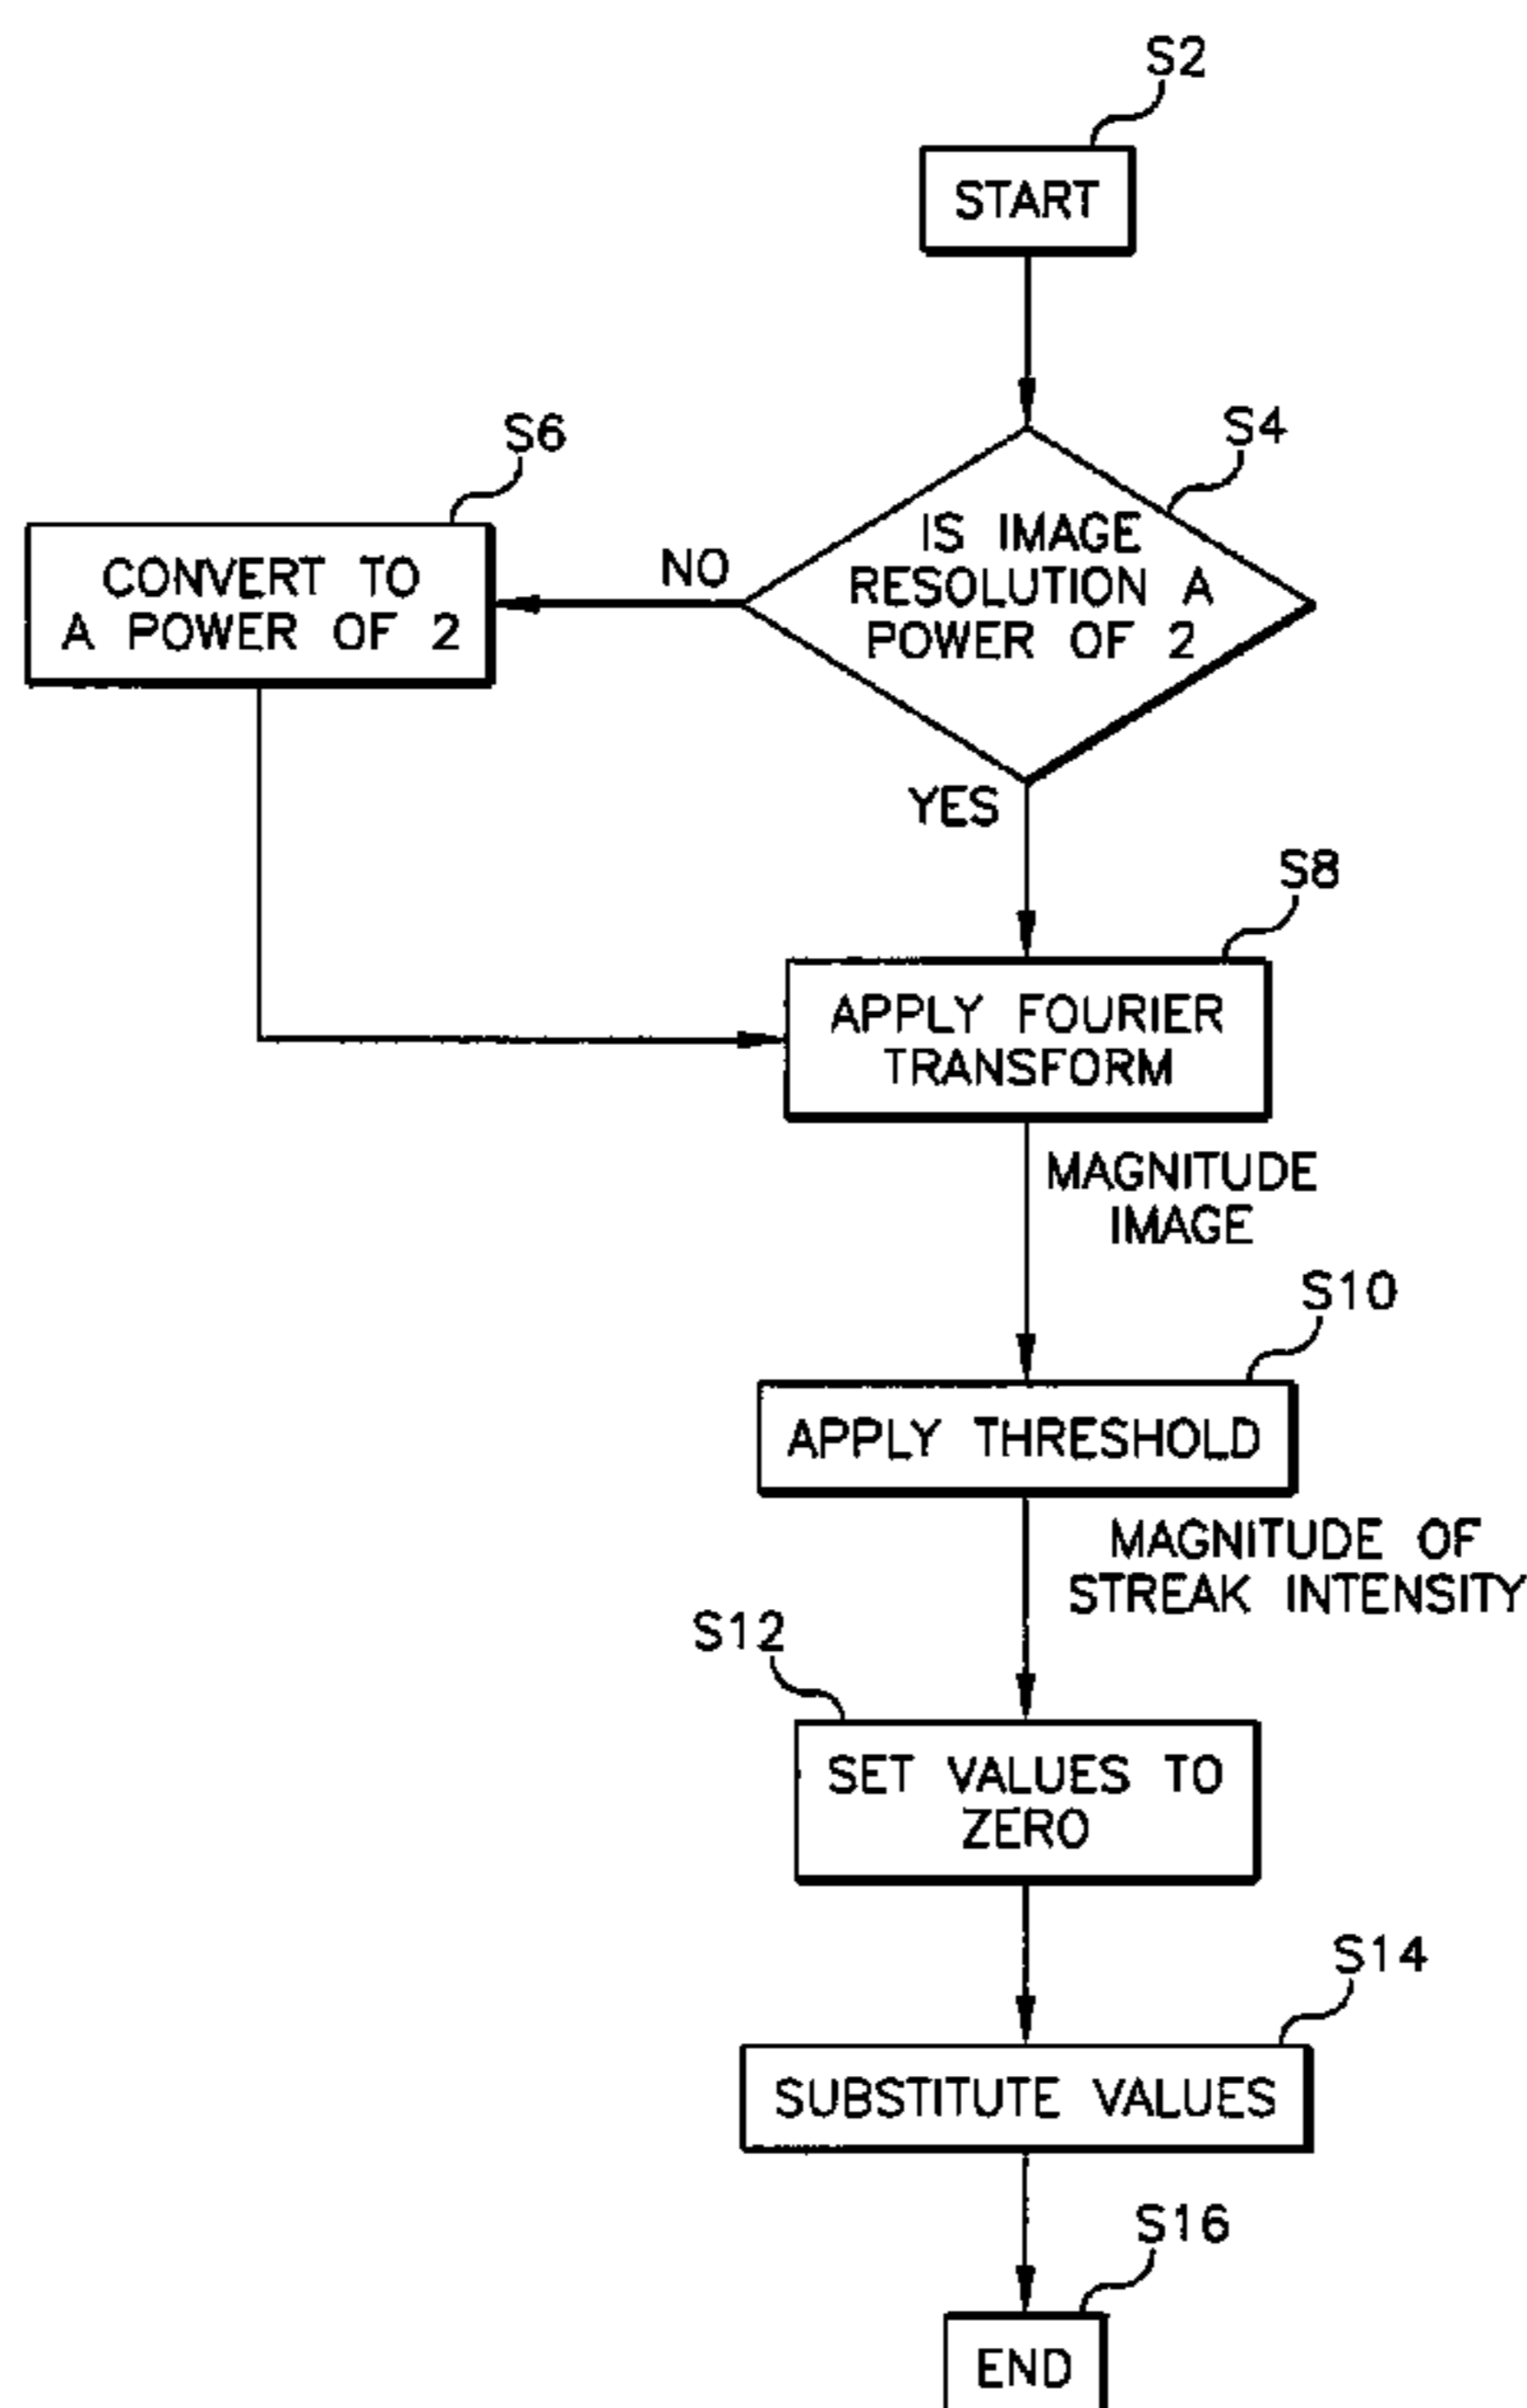 S2
START
S4
IS IMAGE
RESOLUTION A
POWER OF 2
NO
S6
CONVERT TO
A POWER OF 2
YES
S8
APPLY FOURIER
TRANSFORM
MAGNITUDE
IMAGE
S10
APPLY THRESHOLD
MAGNITUDE OF
STREAK INTENSITY
S12
SET VALUES TO
ZERO
S14
SUBSTITUTE VALUES
S16
END